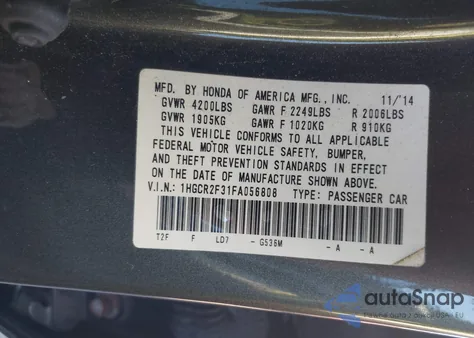 MFD. BY HONDA OF AMERICA MFG., INC. 11/14
GVWR 4200LBS GAWR F 2249LBS R 2006LBS
GVWR 1905KG GAWR F 1020KG R 910KG
THIS VEHICLE CONFORMS TO ALL APPLICABLE
FEDERAL MOTOR VEHICLE SAFETY, BUMPER,
AND THEFT PREVENTION STANDARDS IN EFFECT
ON THE DATE OF MANUFACTURE SHOWN ABOVE.
V.I.N.: 1HGCR2F31FA056808 TYPE: PASSENGER CAR
T2F F LD7 - G536M - A - A
autoSnap